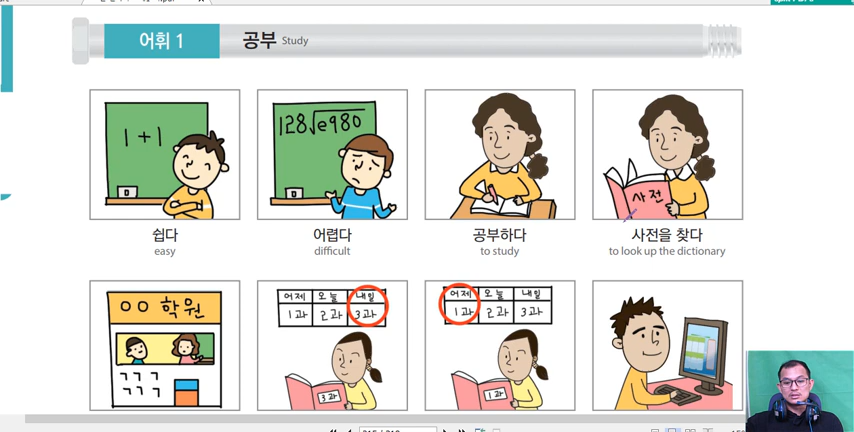 어휘 1
공부 Study
1+1
128√e980
사전
쉽다
easy
어렵다
difficult
공부하다
to study
사전을 찾다
to look up the dictionary
OO 학원
ㄱㄱㄱ
ㄱㄱㄱ
어제 오늘 내일
1과 2과 3과
3과
어제 오늘 내일
1과 2과 3과
1과